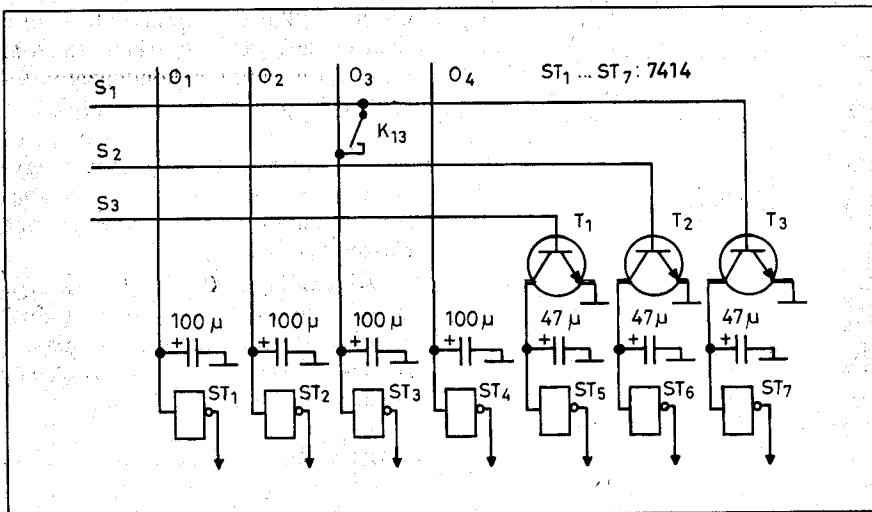 O₁ O₂ O₃ O₄ ST₁ ... ST₇: 7414
S₁
K₁₃
S₂
S₃
T₁ T₂ T₃
100 µ 100 µ 100 µ 100 µ 47 µ 47 µ 47 µ
+ + + + + + +
ST₁ ST₂ ST₃ ST₄ ST₅ ST₆ ST₇